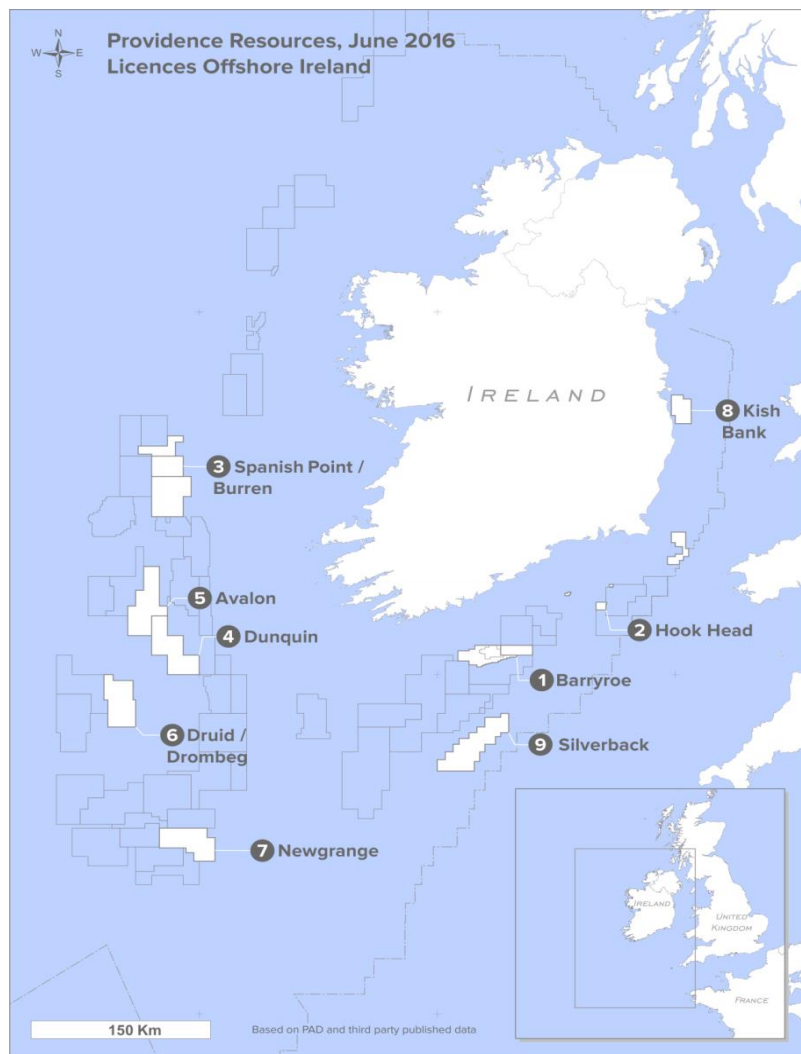 Providence Resources, June 2016
Licences Offshore Ireland
N
W E
S
IRELAND
8 Kish
Bank
3 Spanish Point /
Burren
5 Avalon
4 Dunquin
2 Hook Head
1 Barryroe
6 Druid /
Drombeg
9 Silverback
7 Newgrange
IRELAND
UNITED
KINGDOM
FRANCE
150 Km
Based on PAD and third party published data